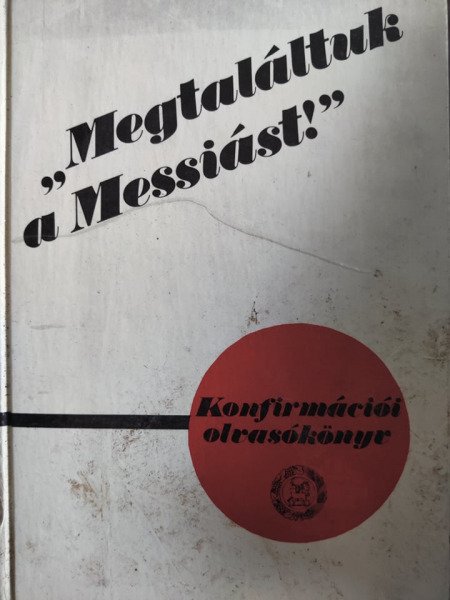 „Megtaláltuk
a Messiást!”
Konfirmációi
olvasókönyv